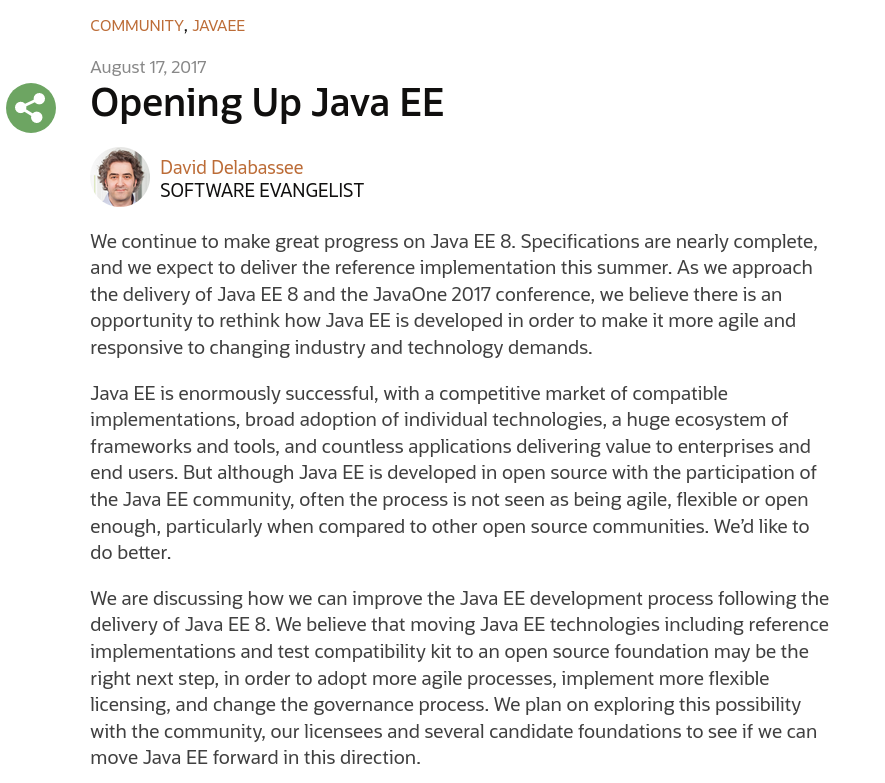 COMMUNITY, JAVAEE
August 17, 2017
Opening Up Java EE
David Delabassee
SOFTWARE EVANGELIST
We continue to make great progress on Java EE 8. Specifications are nearly complete,
and we expect to deliver the reference implementation this summer. As we approach
the delivery of Java EE 8 and the JavaOne 2017 conference, we believe there is an
opportunity to rethink how Java EE is developed in order to make it more agile and
responsive to changing industry and technology demands.
Java EE is enormously successful, with a competitive market of compatible
implementations, broad adoption of individual technologies, a huge ecosystem of
frameworks and tools, and countless applications delivering value to enterprises and
end users. But although Java EE is developed in open source with the participation of
the Java EE community, often the process is not seen as being agile, flexible or open
enough, particularly when compared to other open source communities. We’d like to
do better.
We are discussing how we can improve the Java EE development process following the
delivery of Java EE 8. We believe that moving Java EE technologies including reference
implementations and test compatibility kit to an open source foundation may be the
right next step, in order to adopt more agile processes, implement more flexible
licensing, and change the governance process. We plan on exploring this possibility
with the community, our licensees and several candidate foundations to see if we can
move Java EE forward in this direction.